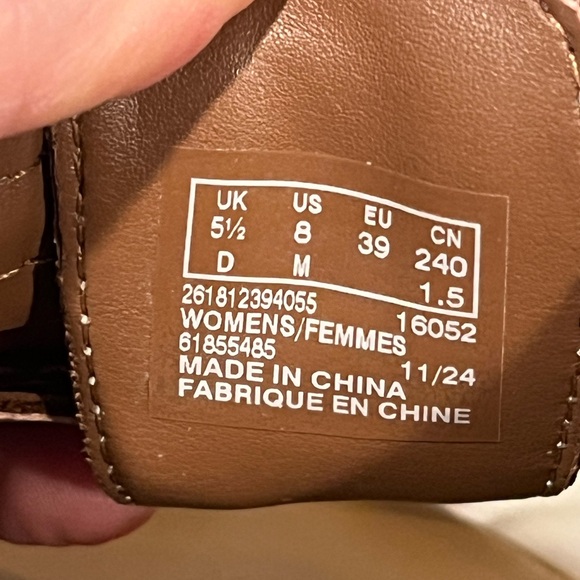 UK US EU CN
5½ 8 39 240
D M 1.5
261812394055 16052
WOMENS/FEMMES
61855485 11/24
MADE IN CHINA
FABRIQUE EN CHINE